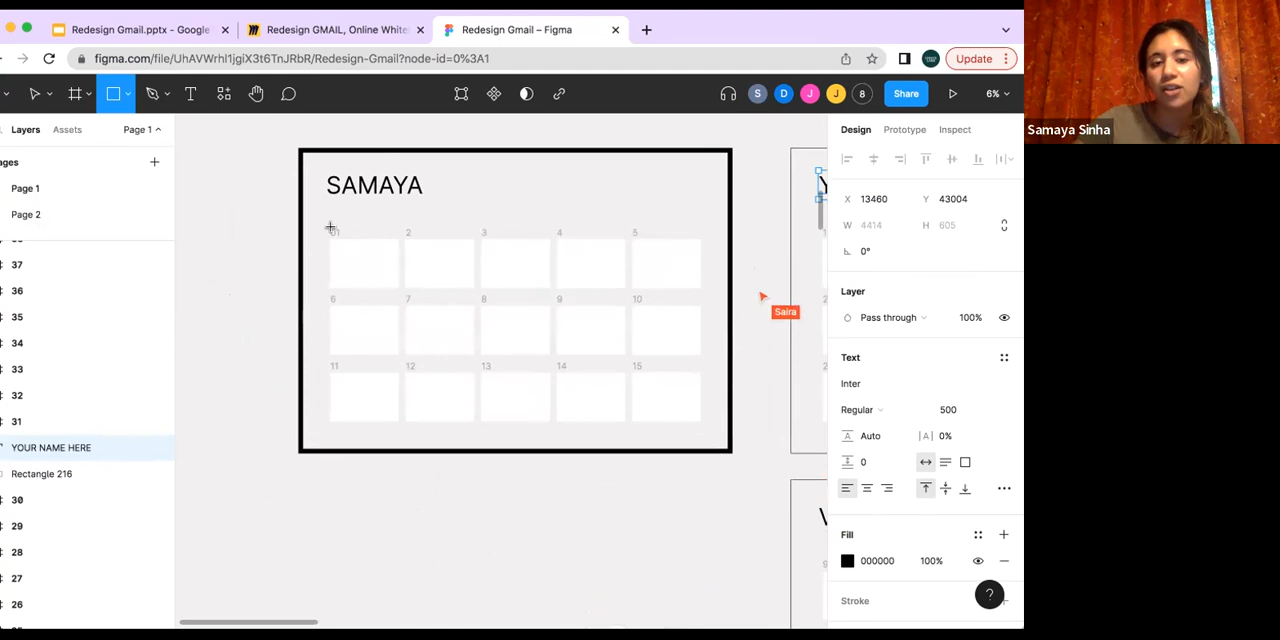 Redesign Gmail.pptx - Google
Redesign GMAIL, Online White
Redesign Gmail – Figma
figma.com/file/UhAVWrhl1jgiX3t6TnJRbR/Redesign-Gmail?node-id=0%3A1
Update
S
D
J
J
8
Share
6%
Layers
Assets
Page 1
Design
Prototype
Inspect
Samaya Sinha
Pages
Page 1
Page 2
37
36
35
34
33
32
31
YOUR NAME HERE
Rectangle 216
30
29
28
27
26
SAMAYA
1 2 3 4 5
6 7 8 9 10
11 12 13 14 15
Saira
X 13460 Y 43004
W 4414 H 605
0°
Layer
Pass through 100%
Text
Inter
Regular 500
Auto |A| 0%
0
Fill
000000 100%
Stroke
?